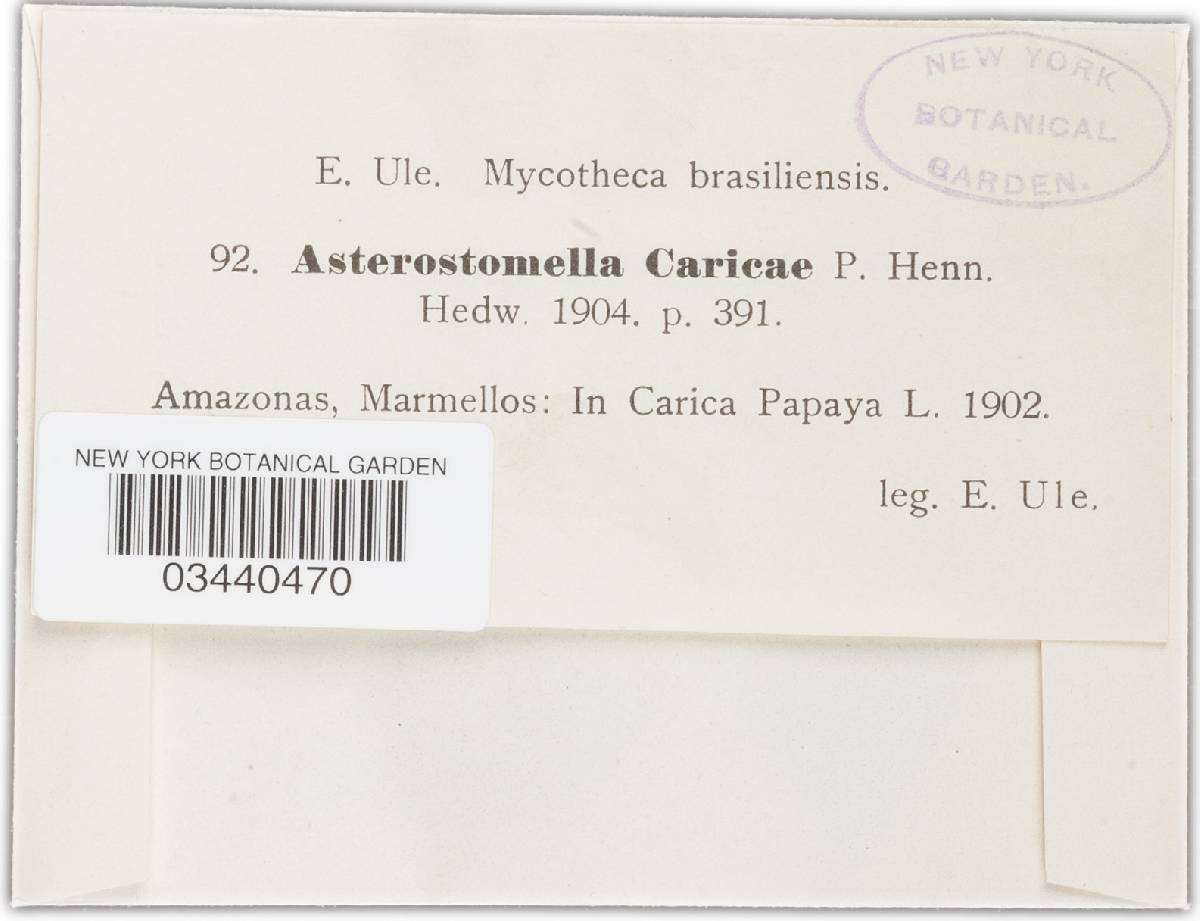 NEW YORK
BOTANICAL
GARDEN.
E. Ule. Mycotheca brasiliensis.
92. Asterostomella Caricae P. Henn.
Hedw. 1904. p. 391.
Amazonas, Marmellos: In Carica Papaya L. 1902.
leg. E. Ule.
NEW YORK BOTANICAL GARDEN
03440470